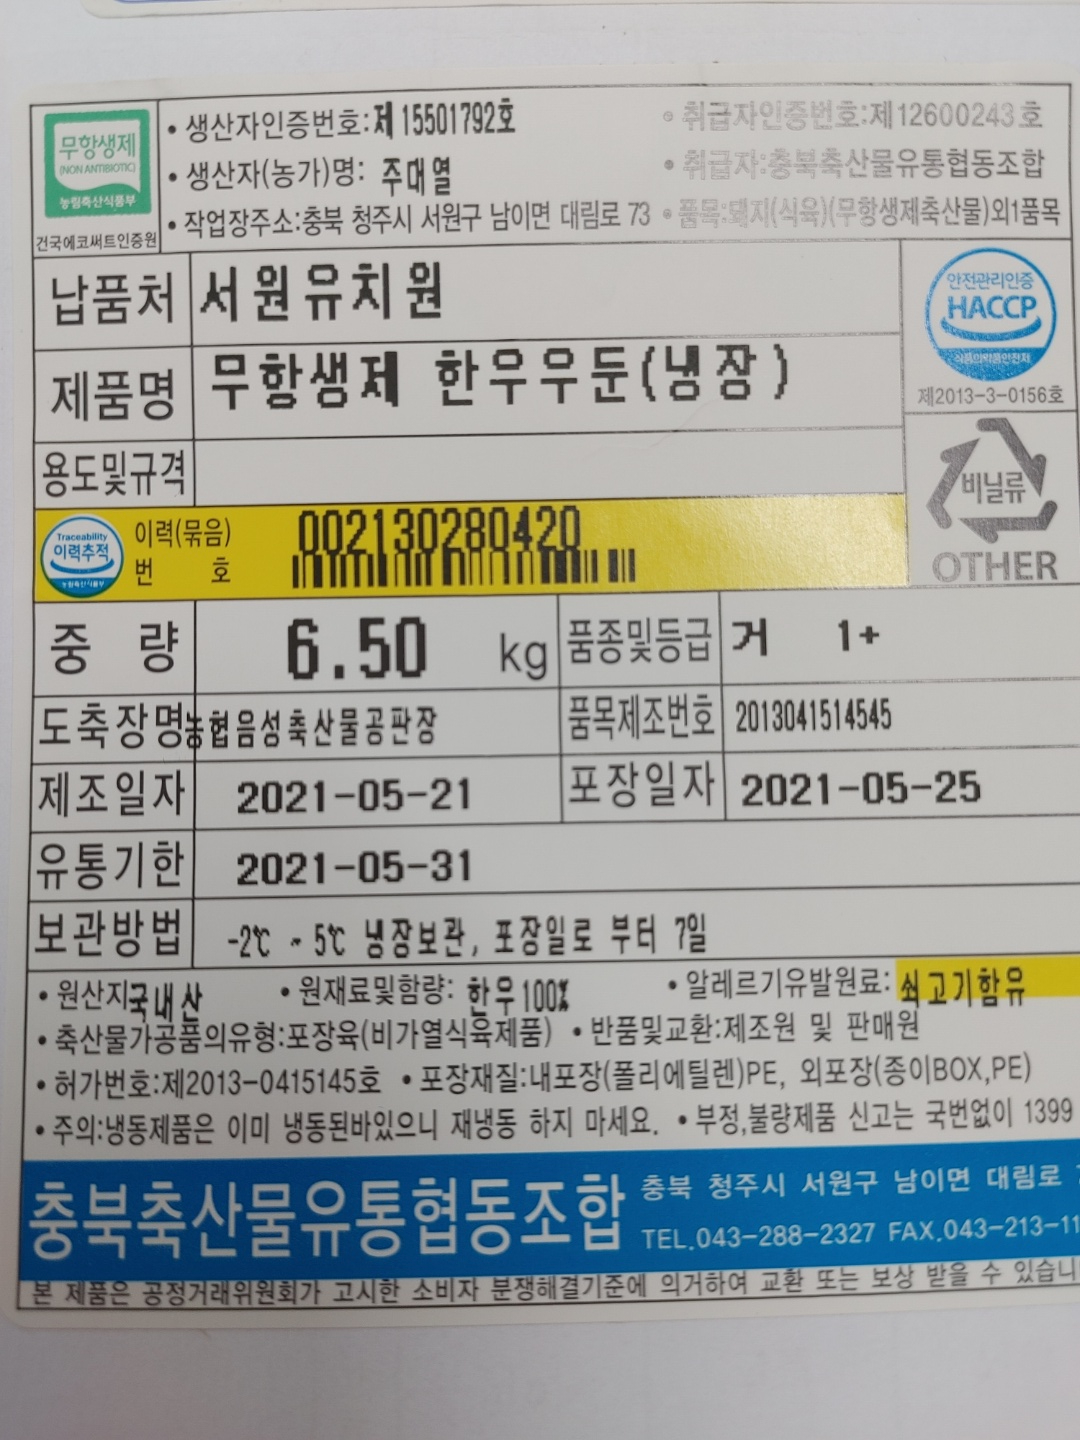 무항생제
(NON ANTIBIOTIC)
농림축산식품부
건국에코써트인증원
• 생산자인증번호:제 15501792호
• 생산자(농가)명: 주대열
• 작업장주소:충북 청주시 서원구 남이면 대림로 73
• 취급자인증번호:제12600243호
• 취급자:충북축산물유통협동조합
• 품목:돼지(식육)(무항생제축산물)외1품목
납품처 서원유치원
제품명 무항생제 한우우둔(냉장)
용도및규격
안전관리인증
HACCP
식품의약품안전처
제2013-3-0156호
비닐류
OTHER
Traceability
이력추적
농림축산식품부
이력(묶음)
번 호
002130280420
중 량 6.50 kg 품종및등급 거 1+
도축장명 농협음성축산물공판장 품목제조번호 2013041514545
제조일자 2021-05-21 포장일자 2021-05-25
유통기한 2021-05-31
보관방법 -2℃ ~ 5℃ 냉장보관, 포장일로 부터 7일
• 원산지 국내산 • 원재료및함량: 한우100% • 알레르기유발원료: 쇠고기함유
• 축산물가공품의유형:포장육(비가열식육제품) • 반품및교환:제조원 및 판매원
• 허가번호:제2013-0415145호 • 포장재질:내포장(폴리에틸렌)PE, 외포장(종이BOX,PE)
• 주의:냉동제품은 이미 냉동된바있으니 재냉동 하지 마세요. • 부정,불량제품 신고는 국번없이 1399
충북축산물유통협동조합
충북 청주시 서원구 남이면 대림로
TEL.043-288-2327 FAX.043-213-11
본 제품은 공정거래위원회가 고시한 소비자 분쟁해결기준에 의거하여 교환 또는 보상 받을 수 있습니